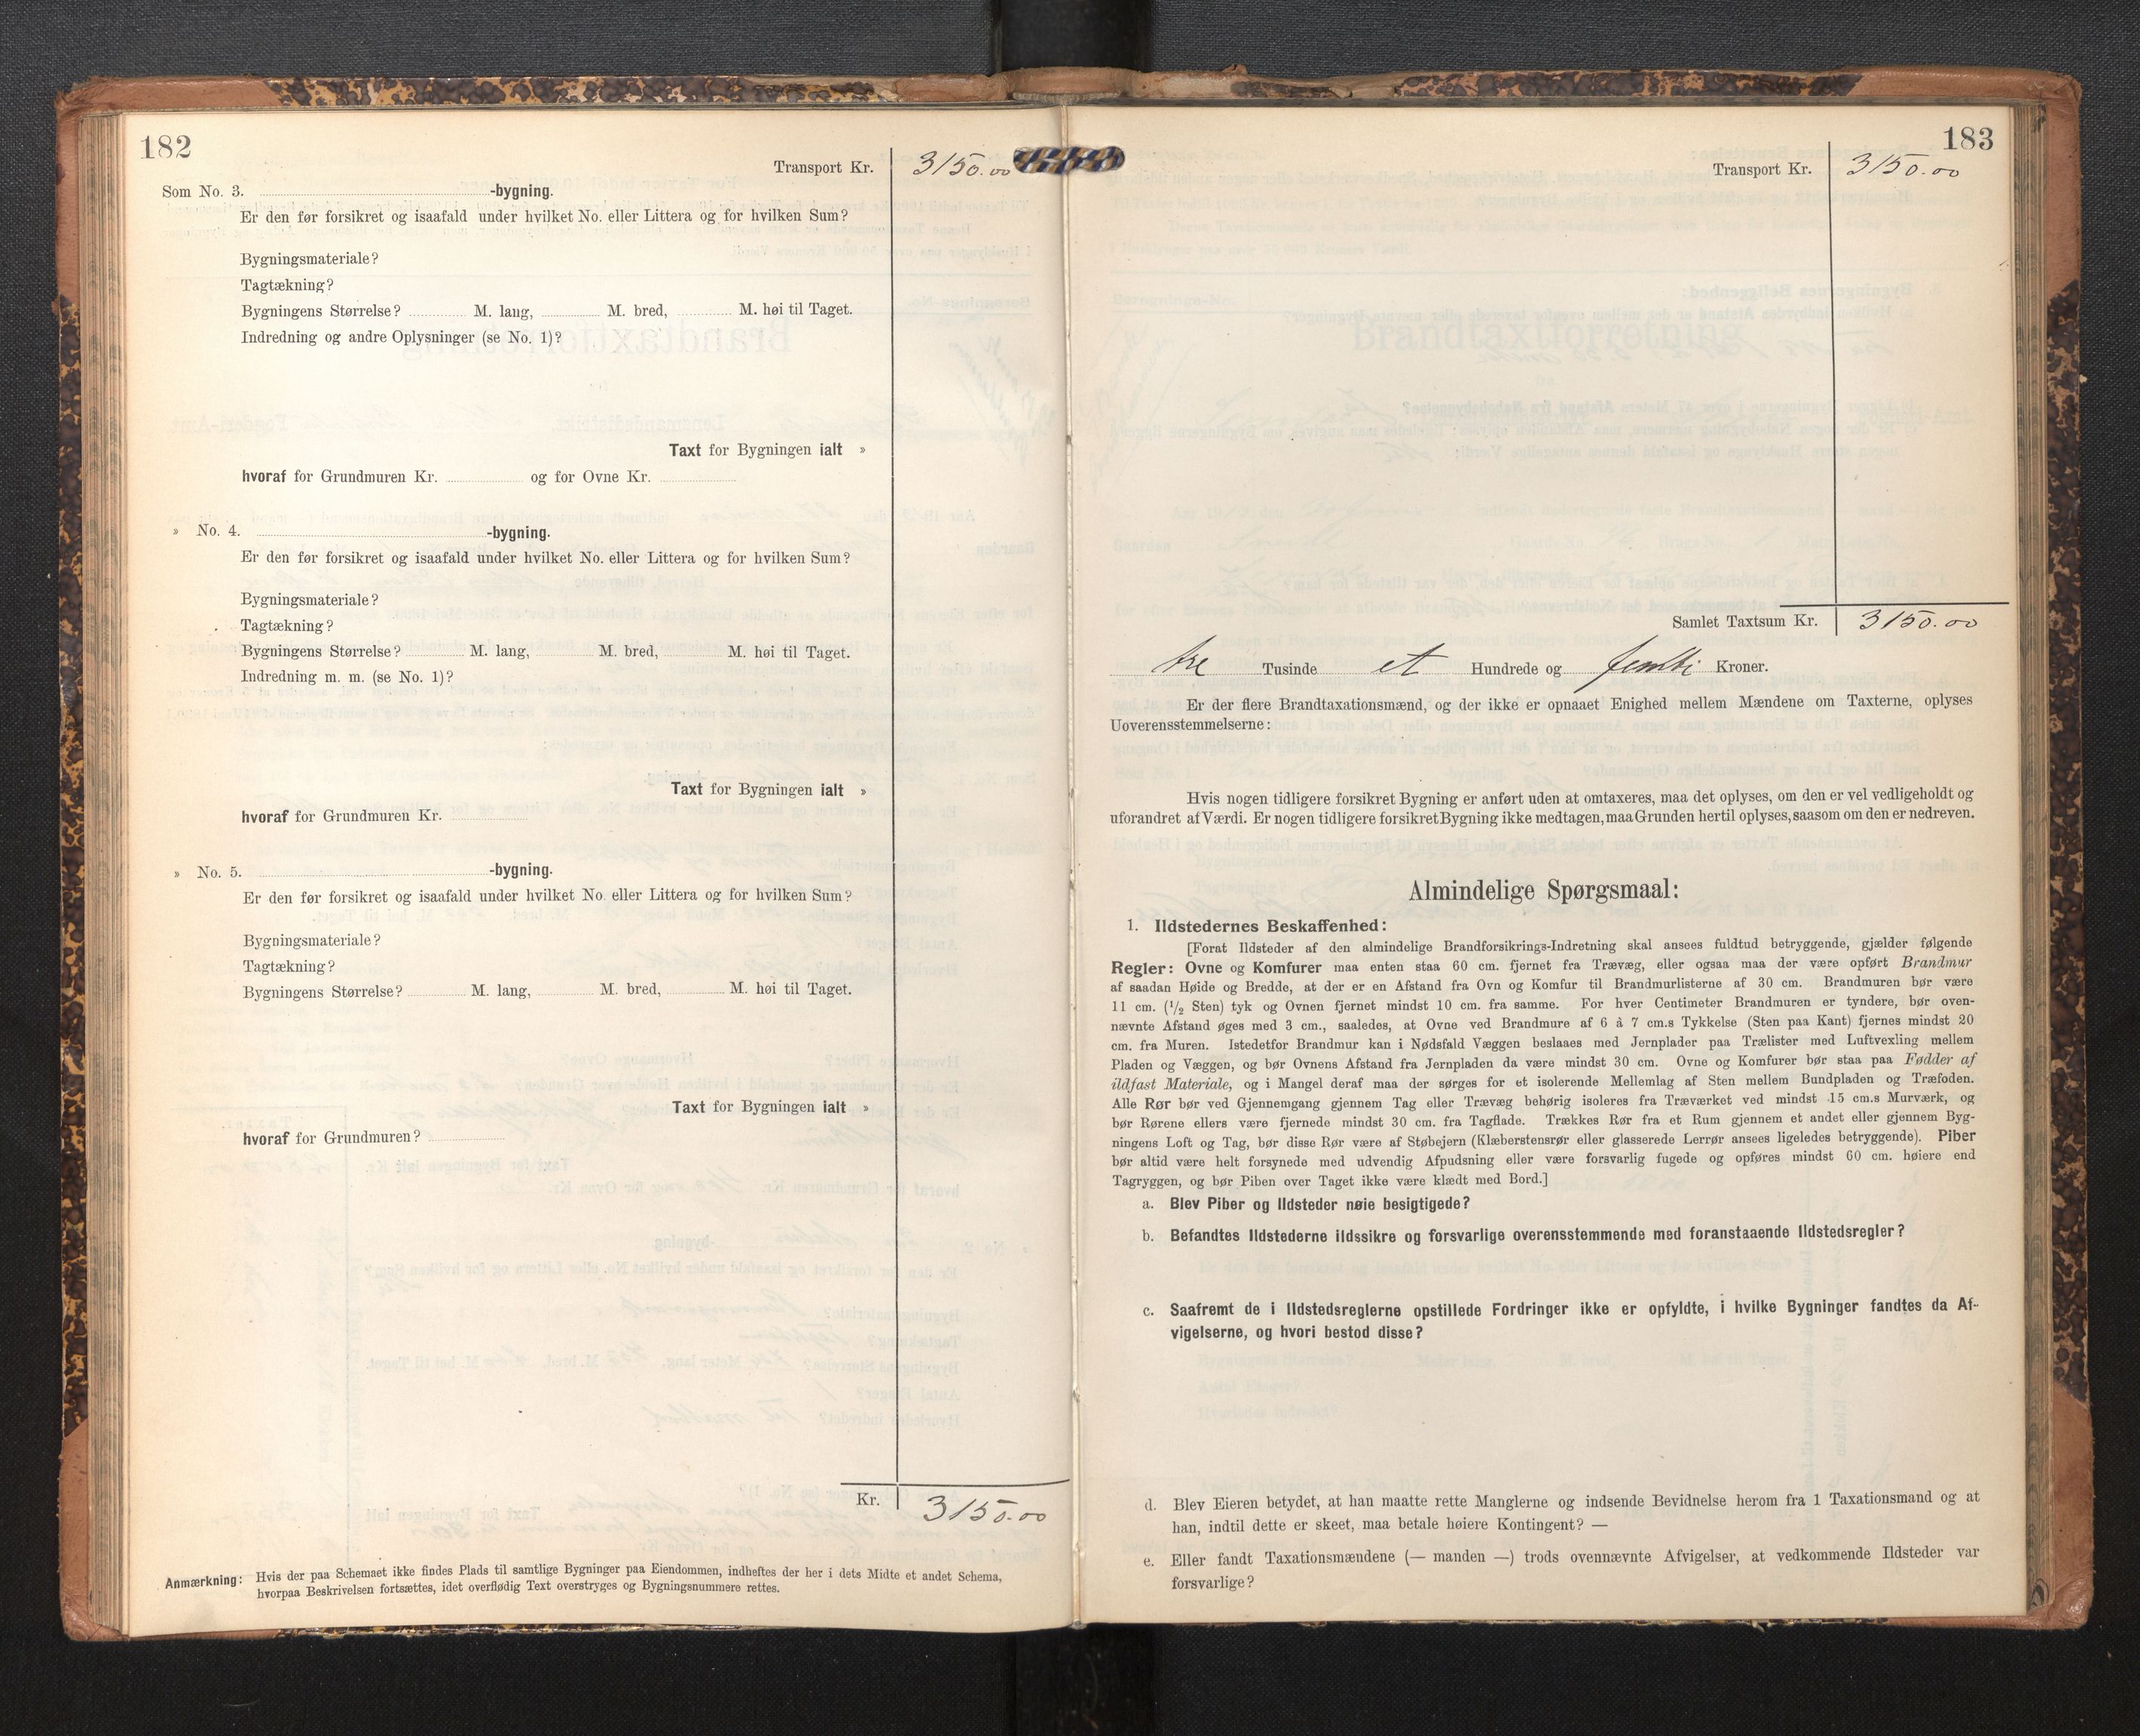 182
Transport Kr. 3150.00
Som No. 3. -bygning.
Er den før forsikret og isaafald under hvilket No. eller Littera og for hvilken Sum?
Bygningsmateriale?
Tagtækning?
Bygningens Størrelse? M. lang, M. bred, M. høi til Taget.
Indredning og andre Oplysninger (se No. 1)?
Taxt for Bygningen ialt »
hvoraf for Grundmuren Kr. og for Ovne Kr.
» No. 4. -bygning.
Er den før forsikret og isaafald under hvilket No. eller Littera og for hvilken Sum?
Bygningsmateriale?
Tagtækning?
Bygningens Størrelse? M. lang, M. bred, M. høi til Taget.
Indredning m. m. (se No. 1)?
Taxt for Bygningen ialt »
hvoraf for Grundmuren Kr.
» No. 5. -bygning.
Er den før forsikret og isaafald under hvilket No. eller Littera og for hvilken Sum?
Bygningsmateriale?
Tagtækning?
Bygningens Størrelse? M. lang, M. bred, M. høi til Taget.
Taxt for Bygningen ialt »
hvoraf for Grundmuren?
Kr. 3150.00
Anmærkning: Hvis der paa Schemaet ikke findes Plads til samtlige Bygninger paa Eiendommen, indheftes der her i dets Midte et andet Schema,
hvorpaa Beskrivelsen fortsættes, idet overflødig Text overstryges og Bygningsnummere rettes.
183
Transport Kr. 3150.00
Samlet Taxtsum Kr. 3150.00
tre Tusinde et Hundrede og femti Kroner.
Er der flere Brandtaxationsmænd, og der ikke er opnaaet Enighed mellem Mændene om Taxterne, oplyses
Uoverensstemmelserne:
Hvis nogen tidligere forsikret Bygning er anført uden at omtaxeres, maa det oplyses, om den er vel vedligeholdt og
uforandret af Værdi. Er nogen tidligere forsikret Bygning ikke medtagen, maa Grunden hertil oplyses, saasom om den er nedreven.
Almindelige Spørgsmaal:
1. Ildstedernes Beskaffenhed:
[Forat Ildsteder af den almindelige Brandforsikrings-Indretning skal ansees fuldtud betryggende, gjælder følgende
Regler: Ovne og Komfurer maa enten staa 60 cm. fjernet fra Trævæg, eller ogsaa maa der være opført Brandmur
af saadan Høide og Bredde, at der er en Afstand fra Ovn og Komfur til Brandmurlisterne af 30 cm. Brandmuren bør være
11 cm. (1/2 Sten) tyk og Ovnen fjernet mindst 10 cm. fra samme. For hver Centimeter Brandmuren er tyndere, bør oven-
nævnte Afstand øges med 3 cm., saaledes, at Ovne ved Brandmure af 6 à 7 cm.s Tykkelse (Sten paa Kant) fjernes mindst 20
cm. fra Muren. Istedetfor Brandmur kan i Nødsfald Væggen beslaaes med Jernplader paa Trælister med Luftvexling mellem
Pladen og Væggen, og bør Ovnens Afstand fra Jernpladen da være mindst 30 cm. Ovne og Komfurer bør staa paa Fødder af
ildfast Materiale, og i Mangel deraf maa der sørges for et isolerende Mellemlag af Sten mellem Bundpladen og Træfoden.
Alle Rør bør ved Gjennemgang gjennem Tag eller Trævæg behørig isoleres fra Træværket ved mindst 15 cm.s Murværk, og
bør Rørene ellers være fjernede mindst 30 cm. fra Tagflade. Trækkes Rør fra et Rum gjennem et andet eller gjennem Byg-
ningens Loft og Tag, bør disse Rør være af Støbejern (Klæberstensrør eller glasserede Lerrør ansees ligeledes betryggende). Piber
bør altid være helt forsynede med udvendig Afpudsning eller være forsvarlig fugede og opføres mindst 60 cm. høiere end
Tagryggen, og bør Piben over Taget ikke være klædt med Bord.]
a. Blev Piber og Ildsteder nøie besigtigede?
b. Befandtes Ildstederne ildssikre og forsvarlige overensstemmende med foranstaaende Ildstedsregler?
c. Saafremt de i Ildstedsreglerne opstillede Fordringer ikke er opfyldte, i hvilke Bygninger fandtes da Af-
vigelserne, og hvori bestod disse?
d. Blev Eieren betydet, at han maatte rette Manglerne og indsende Bevidnelse herom fra 1 Taxationsmand og at
han, indtil dette er skeet, maa betale høiere Kontingent? —
e. Eller fandt Taxationsmændene (— manden —) trods ovennævnte Afvigelser, at vedkommende Ildsteder var
forsvarlige?